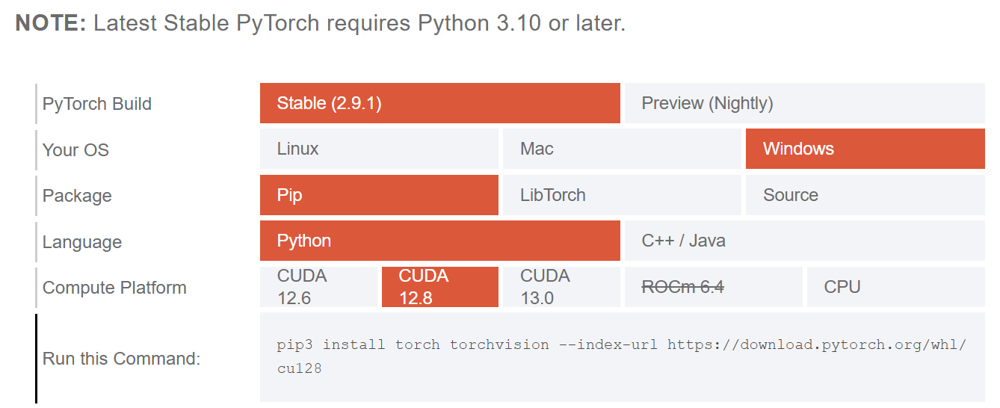 NOTE: Latest Stable PyTorch requires Python 3.10 or later.
PyTorch Build
Stable (2.9.1)
Preview (Nightly)
Your OS
Linux
Mac
Windows
Package
Pip
LibTorch
Source
Language
Python
C++ / Java
Compute Platform
CUDA
12.6
CUDA
12.8
CUDA
13.0
ROCm 6.4
CPU
Run this Command:
pip3 install torch torchvision --index-url https://download.pytorch.org/whl/
cu128